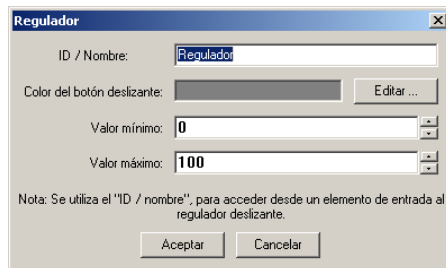 Regulador
ID / Nombre: Regulador
Color del botón deslizante: Editar ...
Valor mínimo: 0
Valor máximo: 100
Nota: Se utiliza el "ID / nombre", para acceder desde un elemento de entrada al
regulador deslizante.
Aceptar Cancelar